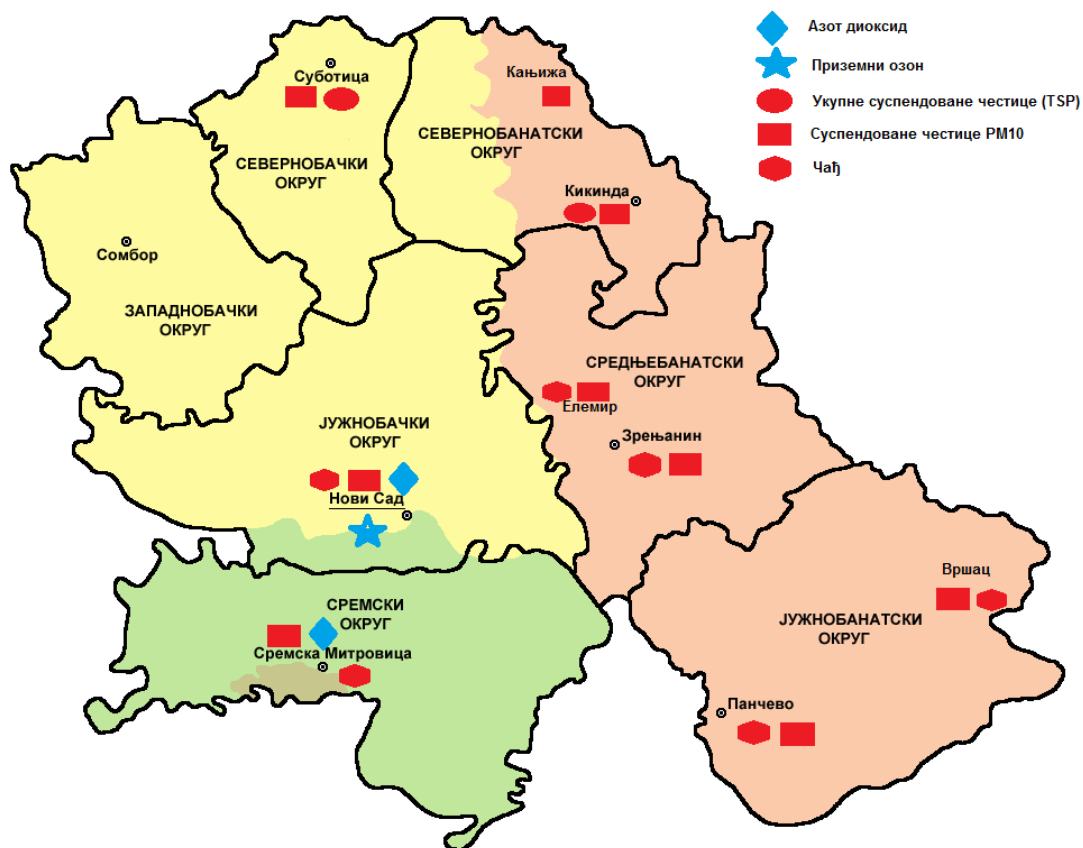 Азот диоксид
Приземни озон
Укупне суспендоване честице (TSP)
Суспендоване честице PM10
Чађ
Суботица
Кањижа
СЕВЕРНОБАНАТСКИ
ОКРУГ
СЕВЕРНОБАЧКИ
ОКРУГ
Кикинда
Сомбор
ЗАПАДНОБАЧКИ
ОКРУГ
СРЕДЊЕБАНАТСКИ
ОКРУГ
Елемир
ЈУЖНОБАЧКИ
ОКРУГ
Зрењанин
Нови Сад
Вршац
СРЕМСКИ
ОКРУГ
ЈУЖНОБАНАТСКИ
ОКРУГ
Сремска Митровица
Панчево